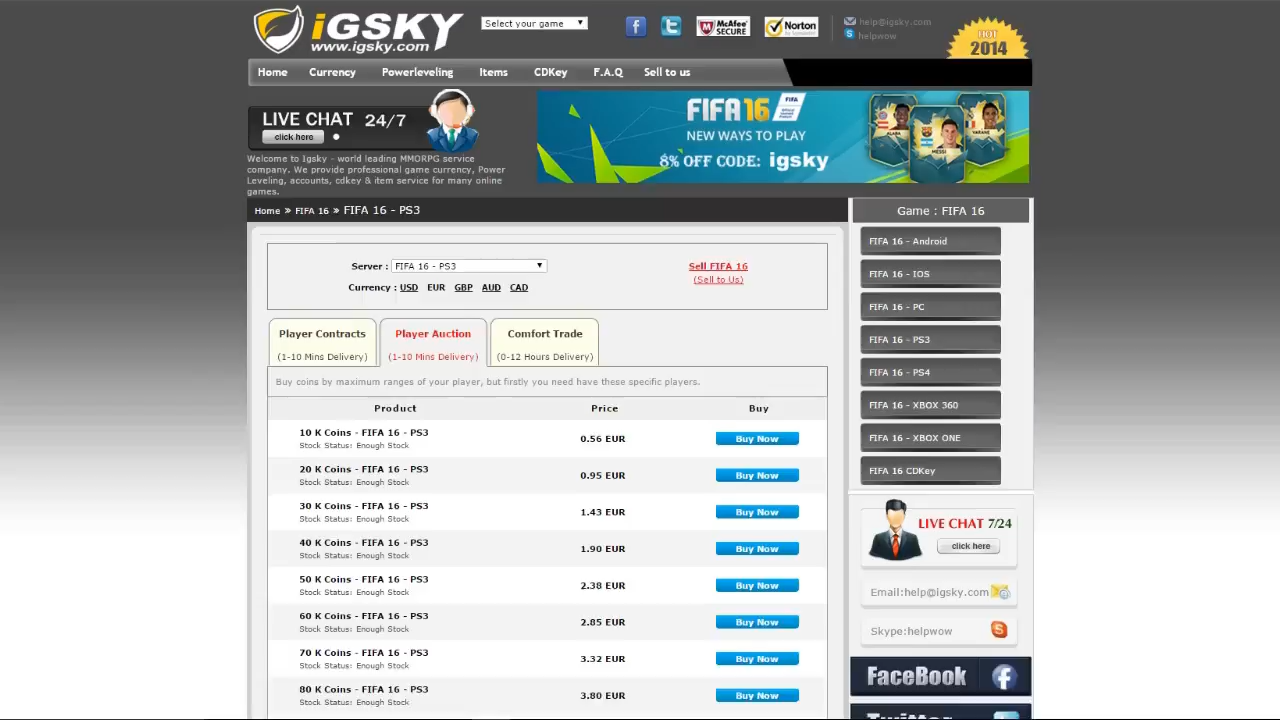 iGSKY
www.igsky.com
Select your game
McAfee
SECURE
Norton
help@igsky.com
helpwow
HOT
2014
Home
Currency
Powerleveling
Items
CDKey
F.A.Q
Sell to us
LIVE CHAT 24/7
click here
Welcome to Igsky - world leading MMORPG service
company. We provide professional game currency, Power
Leveling, accounts, cdkey & item service for many online
games.
FIFA 16
FIFA
NEW WAYS TO PLAY
8% OFF CODE: igsky
ALABA
MESSI
VARANE
Home » FIFA 16 » FIFA 16 - PS3
Server : FIFA 16 - PS3
Currency : USD EUR GBP AUD CAD
Sell FIFA 16
(Sell to Us)
Player Contracts
(1-10 Mins Delivery)
Player Auction
(1-10 Mins Delivery)
Comfort Trade
(0-12 Hours Delivery)
Buy coins by maximum ranges of your player, but firstly you need have these specific players.
Product Price Buy
10 K Coins - FIFA 16 - PS3
Stock Status: Enough Stock
0.56 EUR
Buy Now
20 K Coins - FIFA 16 - PS3
Stock Status: Enough Stock
0.95 EUR
Buy Now
30 K Coins - FIFA 16 - PS3
Stock Status: Enough Stock
1.43 EUR
Buy Now
40 K Coins - FIFA 16 - PS3
Stock Status: Enough Stock
1.90 EUR
Buy Now
50 K Coins - FIFA 16 - PS3
Stock Status: Enough Stock
2.38 EUR
Buy Now
60 K Coins - FIFA 16 - PS3
Stock Status: Enough Stock
2.85 EUR
Buy Now
70 K Coins - FIFA 16 - PS3
Stock Status: Enough Stock
3.32 EUR
Buy Now
80 K Coins - FIFA 16 - PS3
Stock Status: Enough Stock
3.80 EUR
Buy Now
Game : FIFA 16
FIFA 16 - Android
FIFA 16 - IOS
FIFA 16 - PC
FIFA 16 - PS3
FIFA 16 - PS4
FIFA 16 - XBOX 360
FIFA 16 - XBOX ONE
FIFA 16 CDKey
LIVE CHAT 7/24
click here
Email:help@igsky.com
Skype:helpwow
FaceBook
Twitter